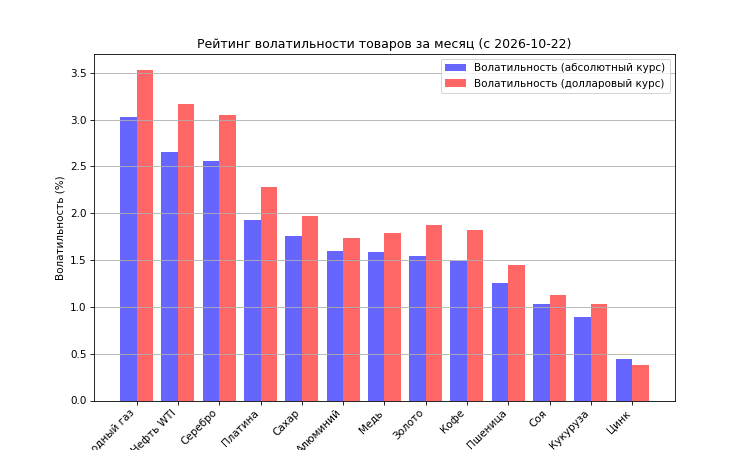 Рейтинг волатильности товаров за месяц (с 2026-10-22)
Волатильность (абсолютный курс)
Волатильность (долларовый курс)
Волатильность (%)
3.5
3.0
2.5
2.0
1.5
1.0
0.5
0.0
газ
Нефть WTI
Серебро
Платина
Сахар
Алюминий
Медь
Золото
Кофе
Пшеница
Соя
Кукуруза
Цинк